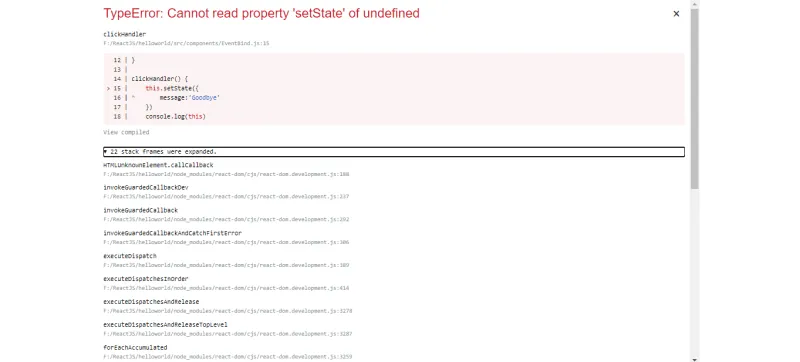 TypeError: Cannot read property 'setState' of undefined
×
clickHandler
F:/ReactJS/helloworld/src/components/EventBind.js:15
12 | }
13 |
14 | clickHandler() {
> 15 | this.setState({
16 | ^ message:'Goodbye'
17 | })
18 | console.log(this)
View compiled
▼ 22 stack frames were expanded.
HTMLUnknownElement.callCallback
F:/ReactJS/helloworld/node_modules/react-dom/cjs/react-dom.development.js:188
invokeGuardedCallbackDev
F:/ReactJS/helloworld/node_modules/react-dom/cjs/react-dom.development.js:237
invokeGuardedCallback
F:/ReactJS/helloworld/node_modules/react-dom/cjs/react-dom.development.js:292
invokeGuardedCallbackAndCatchFirstError
F:/ReactJS/helloworld/node_modules/react-dom/cjs/react-dom.development.js:306
executeDispatch
F:/ReactJS/helloworld/node_modules/react-dom/cjs/react-dom.development.js:389
executeDispatchesInOrder
F:/ReactJS/helloworld/node_modules/react-dom/cjs/react-dom.development.js:414
executeDispatchesAndRelease
F:/ReactJS/helloworld/node_modules/react-dom/cjs/react-dom.development.js:3278
executeDispatchesAndReleaseTopLevel
F:/ReactJS/helloworld/node_modules/react-dom/cjs/react-dom.development.js:3287
forEachAccumulated
F:/ReactJS/helloworld/node_modules/react-dom/cjs/react-dom.development.js:3259